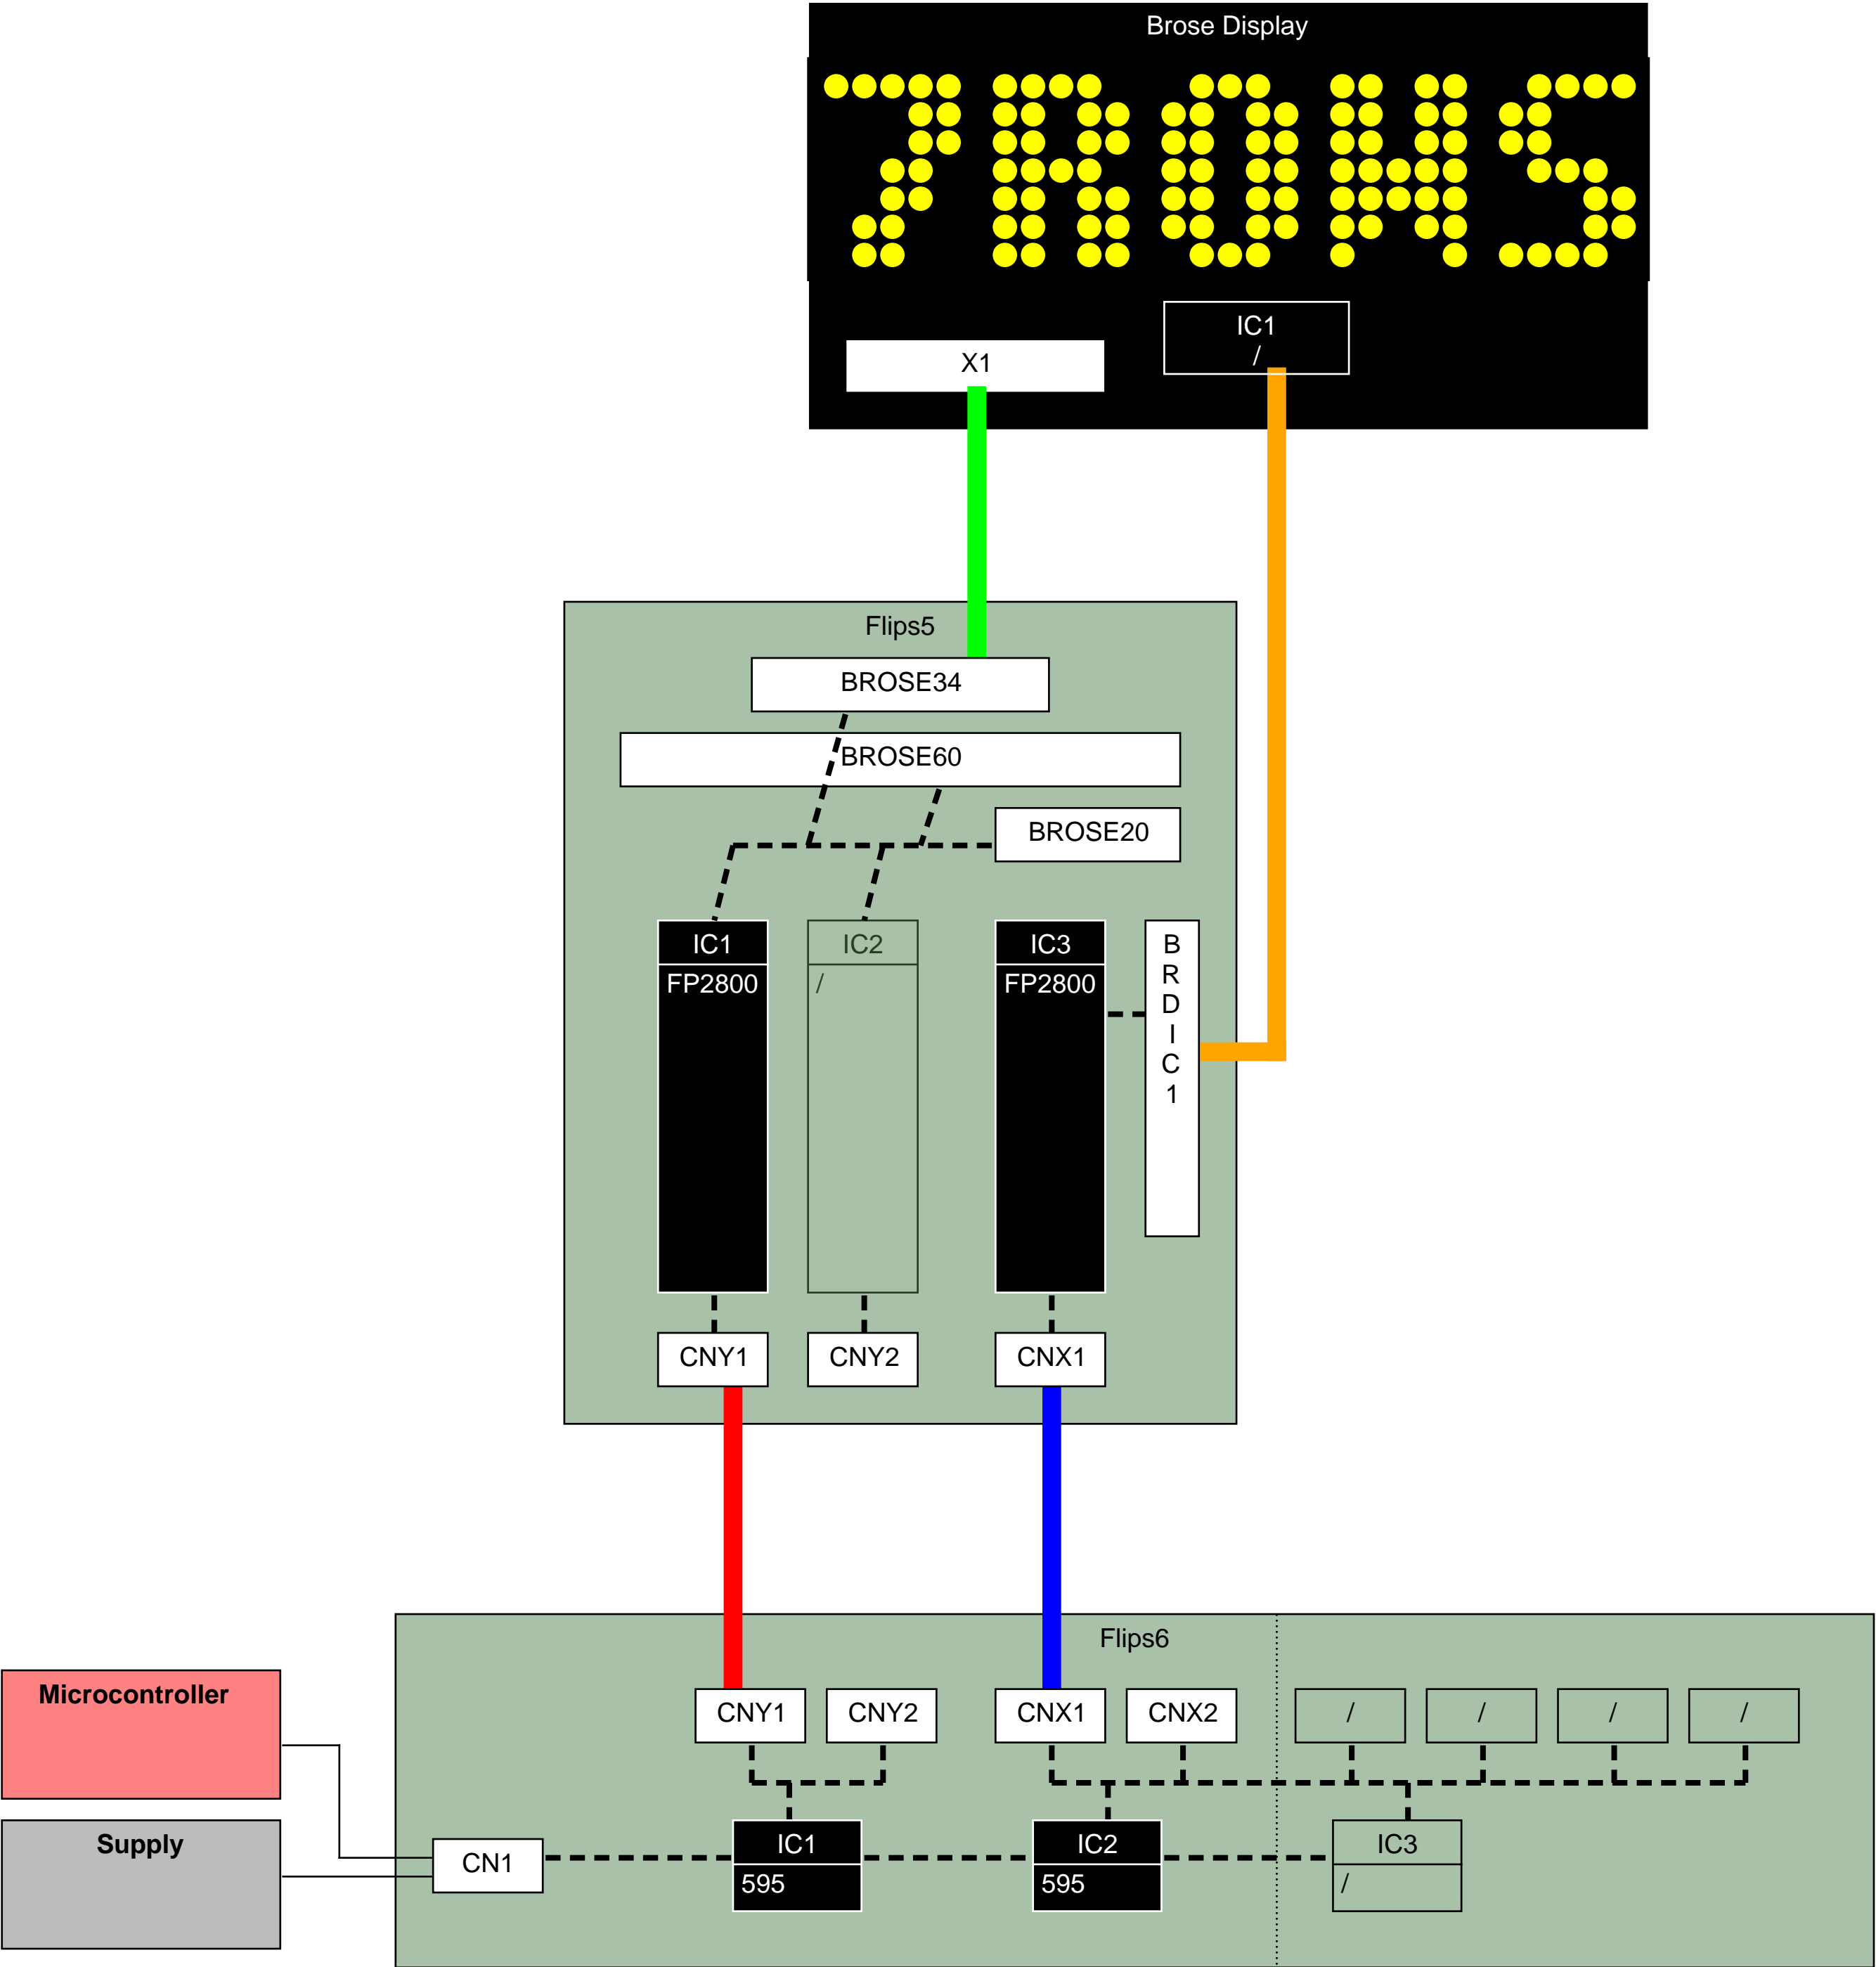 Brose Display
7ROWS
IC1
/
X1
Flips5
BROSE34
BROSE60
BROSE20
IC1
FP2800
IC2
/
IC3
FP2800
B
R
D
I
C
1
CNY1
CNY2
CNX1
Flips6
Microcontroller
CNY1
CNY2
CNX1
CNX2
/
/
/
/
Supply
CN1
IC1
595
IC2
595
IC3
/